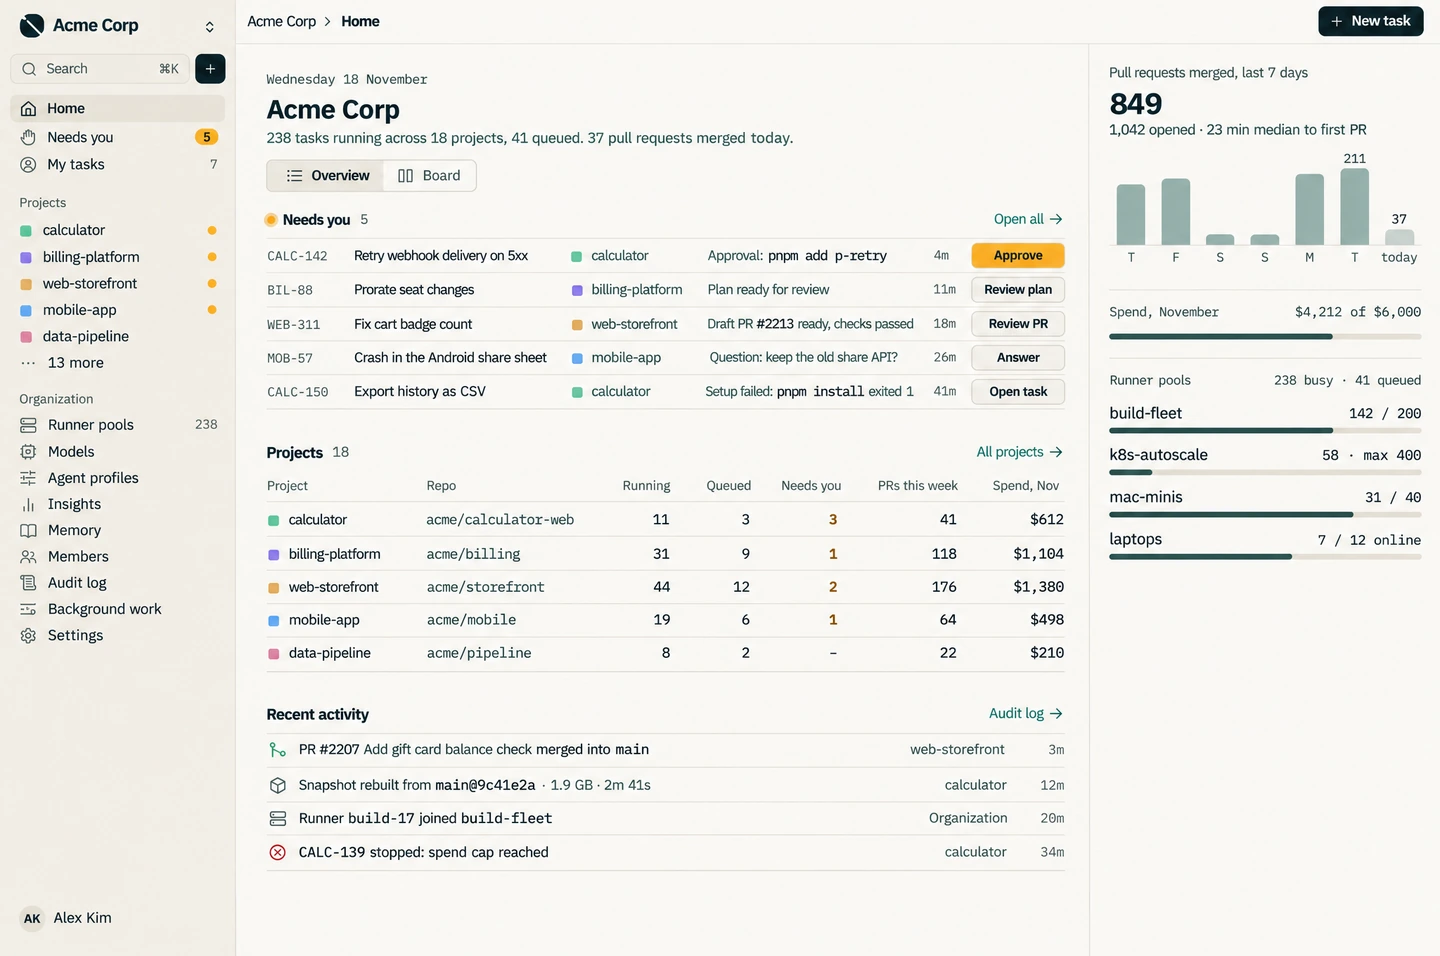 Acme Corp
Search ⌘K +
Home
Needs you 5
My tasks 7
Projects
calculator
billing-platform
web-storefront
mobile-app
data-pipeline
··· 13 more
Organization
Runner pools 238
Models
Agent profiles
Insights
Memory
Members
Audit log
Background work
Settings
AK Alex Kim
Acme Corp > Home
+ New task
Wednesday 18 November
Acme Corp
238 tasks running across 18 projects, 41 queued. 37 pull requests merged today.
Overview Board
Needs you 5 Open all →
CALC-142 Retry webhook delivery on 5xx calculator Approval: pnpm add p-retry 4m Approve
BIL-88 Prorate seat changes billing-platform Plan ready for review 11m Review plan
WEB-311 Fix cart badge count web-storefront Draft PR #2213 ready, checks passed 18m Review PR
MOB-57 Crash in the Android share sheet mobile-app Question: keep the old share API? 26m Answer
CALC-150 Export history as CSV calculator Setup failed: pnpm install exited 1 41m Open task
Projects 18 All projects →
Project Repo Running Queued Needs you PRs this week Spend, Nov
calculator acme/calculator-web 11 3 3 41 $612
billing-platform acme/billing 31 9 1 118 $1,104
web-storefront acme/storefront 44 12 2 176 $1,380
mobile-app acme/mobile 19 6 1 64 $498
data-pipeline acme/pipeline 8 2 – 22 $210
Recent activity Audit log →
PR #2207 Add gift card balance check merged into main web-storefront 3m
Snapshot rebuilt from main@9c41e2a · 1.9 GB · 2m 41s calculator 12m
Runner build-17 joined build-fleet Organization 20m
CALC-139 stopped: spend cap reached calculator 34m
Pull requests merged, last 7 days
849
1,042 opened · 23 min median to first PR
211
37
T F S S M T today
Spend, November $4,212 of $6,000
Runner pools 238 busy · 41 queued
build-fleet 142 / 200
k8s-autoscale 58 · max 400
mac-minis 31 / 40
laptops 7 / 12 online